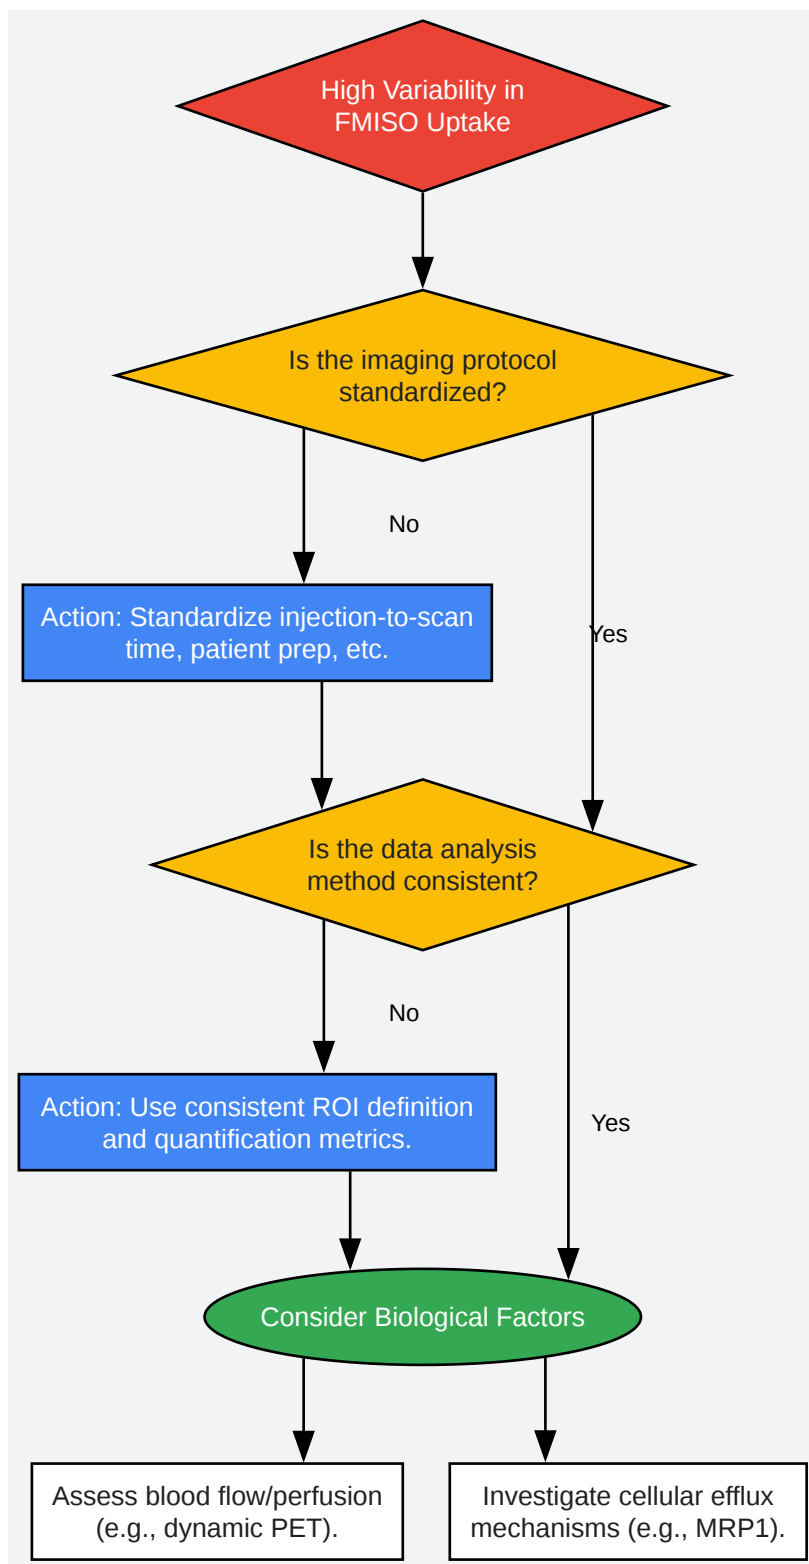 High Variability in
FMISO Uptake
Is the imaging protocol
standardized?
No
Action: Standardize injection-to-scan
time, patient prep, etc.
Yes
Is the data analysis
method consistent?
No
Action: Use consistent ROI definition
and quantification metrics.
Yes
Consider Biological Factors
Assess blood flow/perfusion
(e.g., dynamic PET).
Investigate cellular efflux
mechanisms (e.g., MRP1).